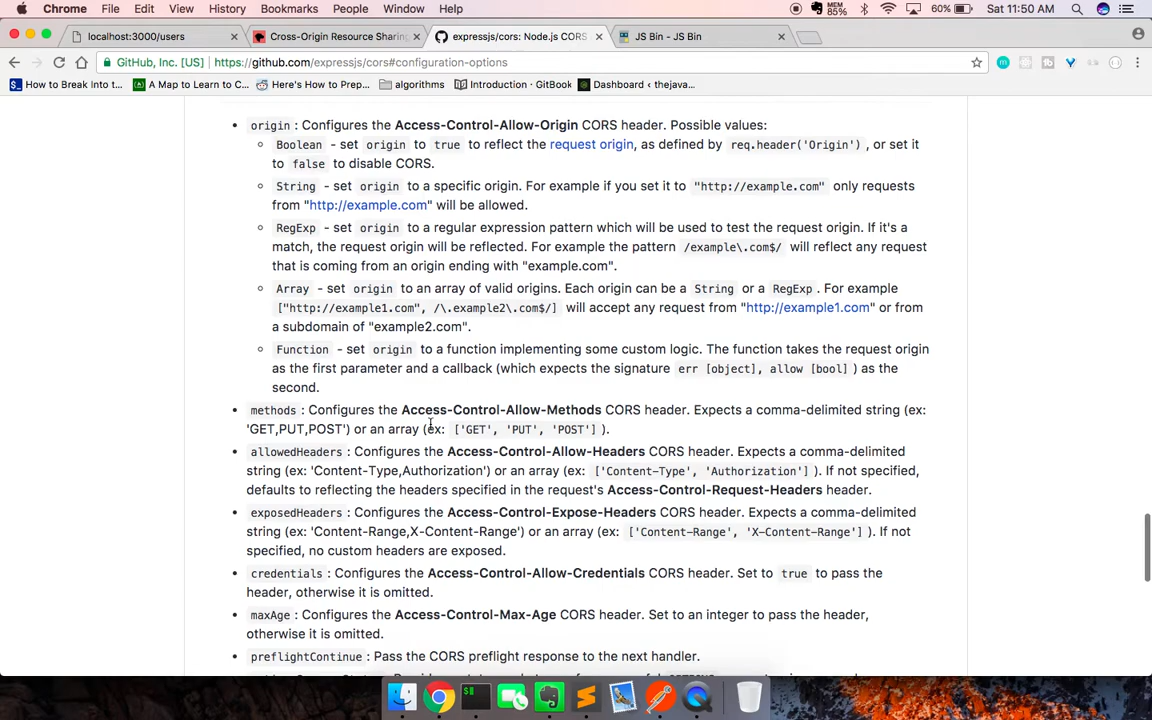 Chrome File Edit View History Bookmarks People Window Help MEM 85% 60% Sat 11:50 AM
localhost:3000/users Cross-Origin Resource Sharing expressjs/cors: Node.js CORS JS Bin - JS Bin
GitHub, Inc. [US] https://github.com/expressjs/cors#configuration-options
How to Break Into t... A Map to Learn to C... Here's How to Prep... algorithms Introduction · GitBook Dashboard ‹ thejava...
• origin : Configures the Access-Control-Allow-Origin CORS header. Possible values:
Boolean - set origin to true to reflect the request origin, as defined by req.header('Origin') , or set it
to false to disable CORS.
String - set origin to a specific origin. For example if you set it to "http://example.com" only requests
from "http://example.com" will be allowed.
RegExp - set origin to a regular expression pattern which will be used to test the request origin. If it's a
match, the request origin will be reflected. For example the pattern /example\.com$/ will reflect any request
that is coming from an origin ending with "example.com".
Array - set origin to an array of valid origins. Each origin can be a String or a RegExp . For example
["http://example1.com", /\.example2\.com$/] will accept any request from "http://example1.com" or from
a subdomain of "example2.com".
Function - set origin to a function implementing some custom logic. The function takes the request origin
as the first parameter and a callback (which expects the signature err [object], allow [bool] ) as the
second.
• methods : Configures the Access-Control-Allow-Methods CORS header. Expects a comma-delimited string (ex:
'GET,PUT,POST') or an array (ex: ['GET', 'PUT', 'POST'] ).
• allowedHeaders : Configures the Access-Control-Allow-Headers CORS header. Expects a comma-delimited
string (ex: 'Content-Type,Authorization') or an array (ex: ['Content-Type', 'Authorization'] ). If not specified,
defaults to reflecting the headers specified in the request's Access-Control-Request-Headers header.
• exposedHeaders : Configures the Access-Control-Expose-Headers CORS header. Expects a comma-delimited
string (ex: 'Content-Range,X-Content-Range') or an array (ex: ['Content-Range', 'X-Content-Range'] ). If not
specified, no custom headers are exposed.
• credentials : Configures the Access-Control-Allow-Credentials CORS header. Set to true to pass the
header, otherwise it is omitted.
• maxAge : Configures the Access-Control-Max-Age CORS header. Set to an integer to pass the header,
otherwise it is omitted.
• preflightContinue : Pass the CORS preflight response to the next handler.